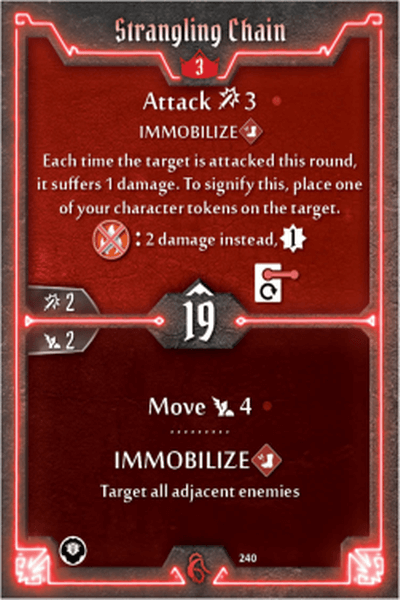 Strangling Chain
3
Attack 3
IMMOBILIZE
Each time the target is attacked this round,
it suffers 1 damage. To signify this, place one
of your character tokens on the target.
: 2 damage instead, 1
2
19
2
Move 4
IMMOBILIZE
Target all adjacent enemies
240